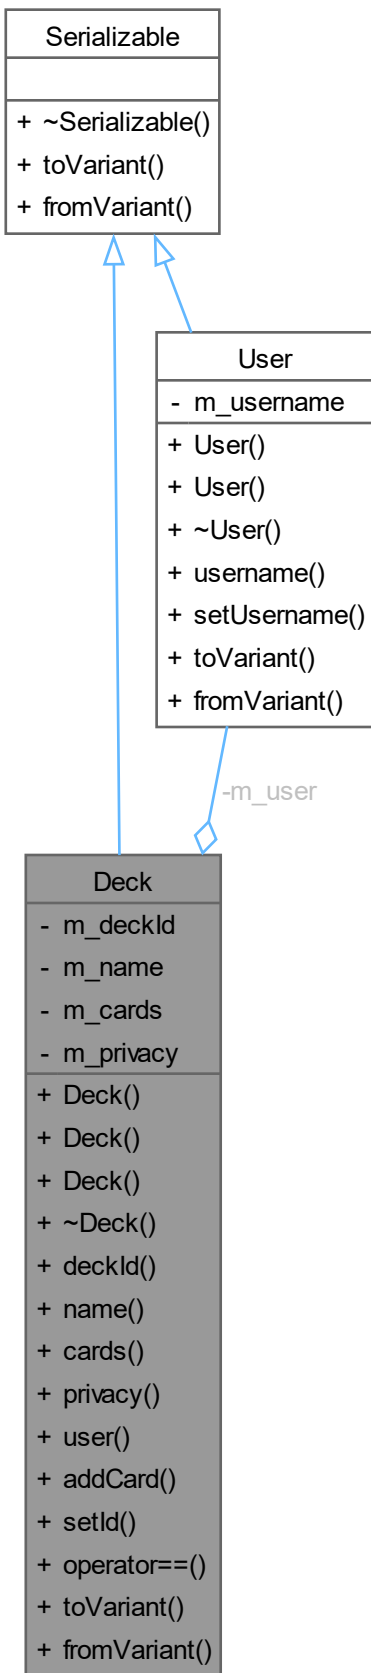 Serializable
+ ~Serializable()
+ toVariant()
+ fromVariant()
User
- m_username
+ User()
+ User()
+ ~User()
+ username()
+ setUsername()
+ toVariant()
+ fromVariant()
-m_user
Deck
- m_deckId
- m_name
- m_cards
- m_privacy
+ Deck()
+ Deck()
+ Deck()
+ ~Deck()
+ deckId()
+ name()
+ cards()
+ privacy()
+ user()
+ addCard()
+ setId()
+ operator==()
+ toVariant()
+ fromVariant()